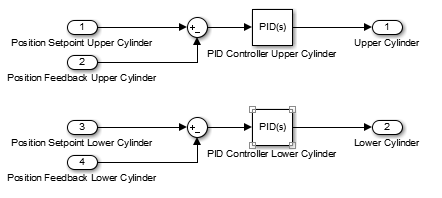 1
PID(s)
1
Position Setpoint Upper Cylinder
PID Controller Upper Cylinder
Upper Cylinder
2
Position Feedback Upper Cylinder
3
PID(s)
2
Position Setpoint Lower Cylinder
PID Controller Lower Cylinder
Lower Cylinder
4
Position Feedback Lower Cylinder